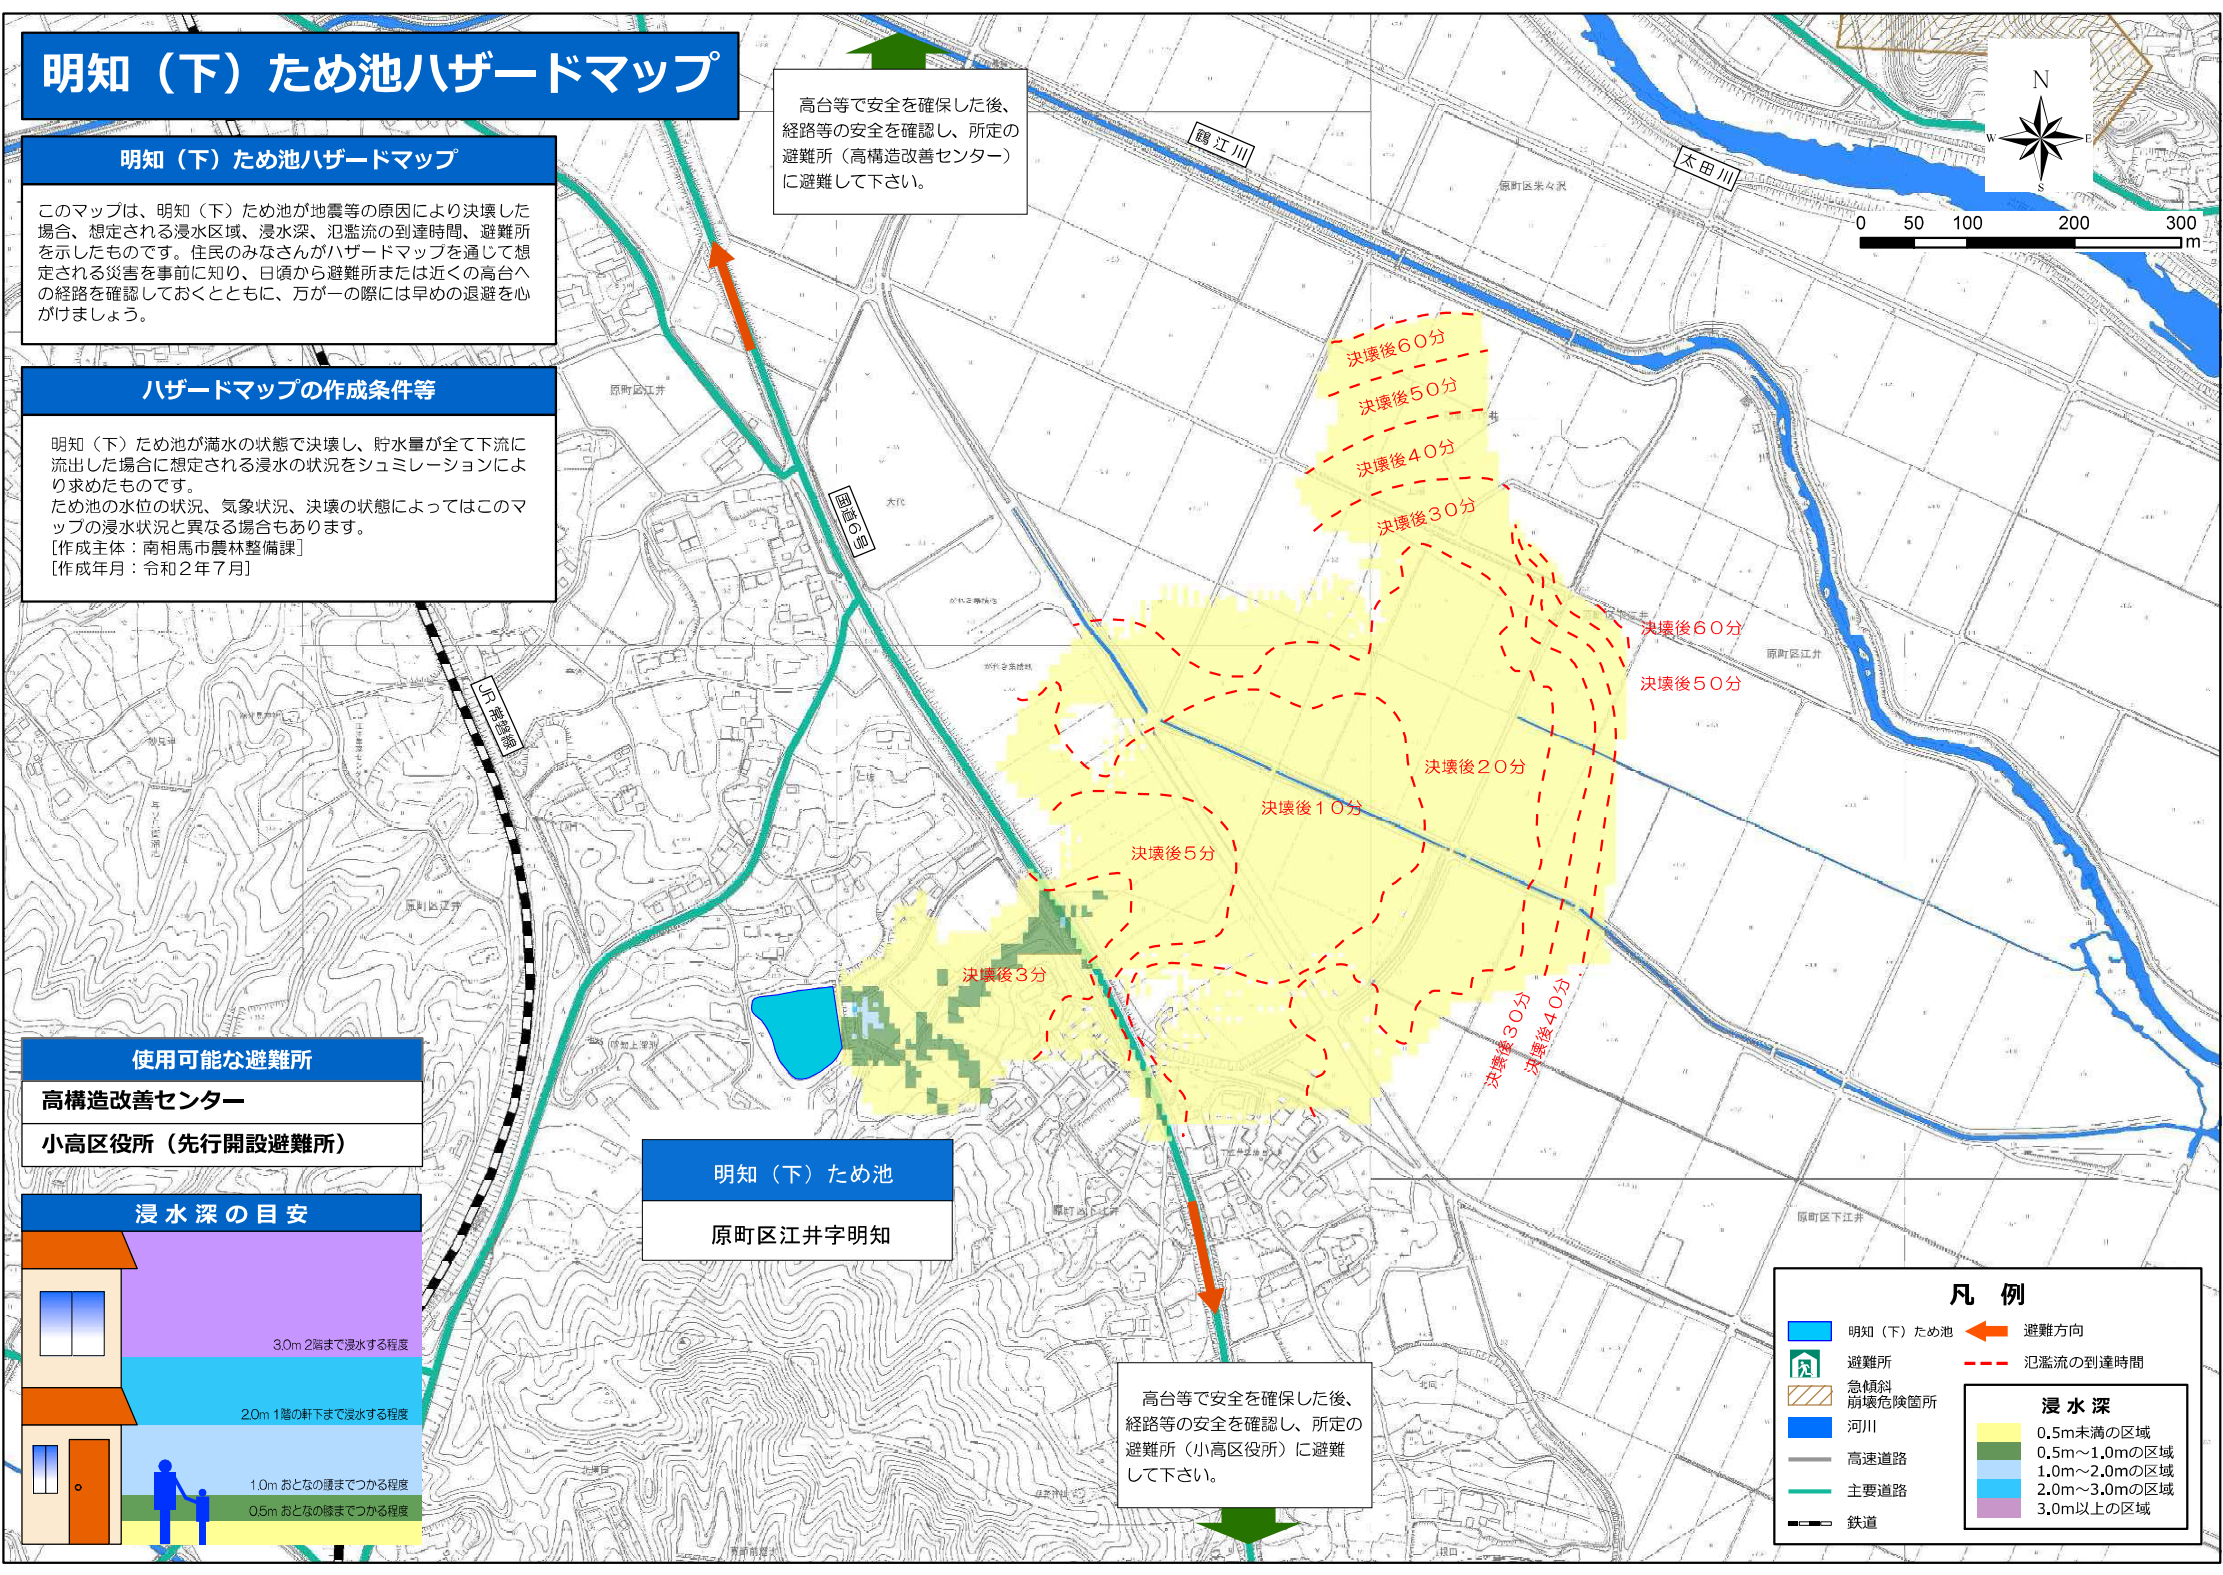 明知（下）ため池ハザードマップ
明知（下）ため池ハザードマップ
このマップは、明知（下）ため池が地震等の原因により決壊した
場合、想定される浸水区域、浸水深、氾濫流の到達時間、避難所
を示したものです。住民のみなさんがハザードマップを通じて想
定される災害を事前に知り、日頃から避難所または近くの高台へ
の経路を確認しておくとともに、万が一の際には早めの退避を心
がけましょう。
ハザードマップの作成条件等
明知（下）ため池が満水の状態で決壊し、貯水量が全て下流に
流出した場合に想定される浸水の状況をシュミレーションによ
り求めたものです。
ため池の水位の状況、気象状況、決壊の状態によってはこのマ
ップの浸水状況と異なる場合もあります。
[作成主体：南相馬市農林整備課]
[作成年月：令和２年７月]
高台等で安全を確保した後、
経路等の安全を確認し、所定の
避難所（高構造改善センター）
に避難して下さい。
鶴江川
太田川
N
W
E
S
0 50 100 200 300
m
原町区江井
大代
国道６号
JR常磐線
決壊後６０分
決壊後５０分
決壊後４０分
決壊後３０分
決壊後６０分
原町区江井
決壊後５０分
決壊後２０分
決壊後１０分
決壊後５分
決壊後３分
決壊後３０分
決壊後４０分
原町区江井
原町区下江井
使用可能な避難所
高構造改善センター
小高区役所（先行開設避難所）
明知（下）ため池
原町区江井字明知
浸水深の目安
3.0m 2階まで浸水する程度
2.0m 1階の軒下まで浸水する程度
1.0m おとなの腰までつかる程度
0.5m おとなの膝までつかる程度
高台等で安全を確保した後、
経路等の安全を確認し、所定の
避難所（小高区役所）に避難
して下さい。
凡 例
明知（下）ため池
避難方向
避難所
氾濫流の到達時間
急傾斜
崩壊危険箇所
河川
高速道路
主要道路
鉄道
浸水深
0.5m未満の区域
0.5m～1.0mの区域
1.0m～2.0mの区域
2.0m～3.0mの区域
3.0m以上の区域